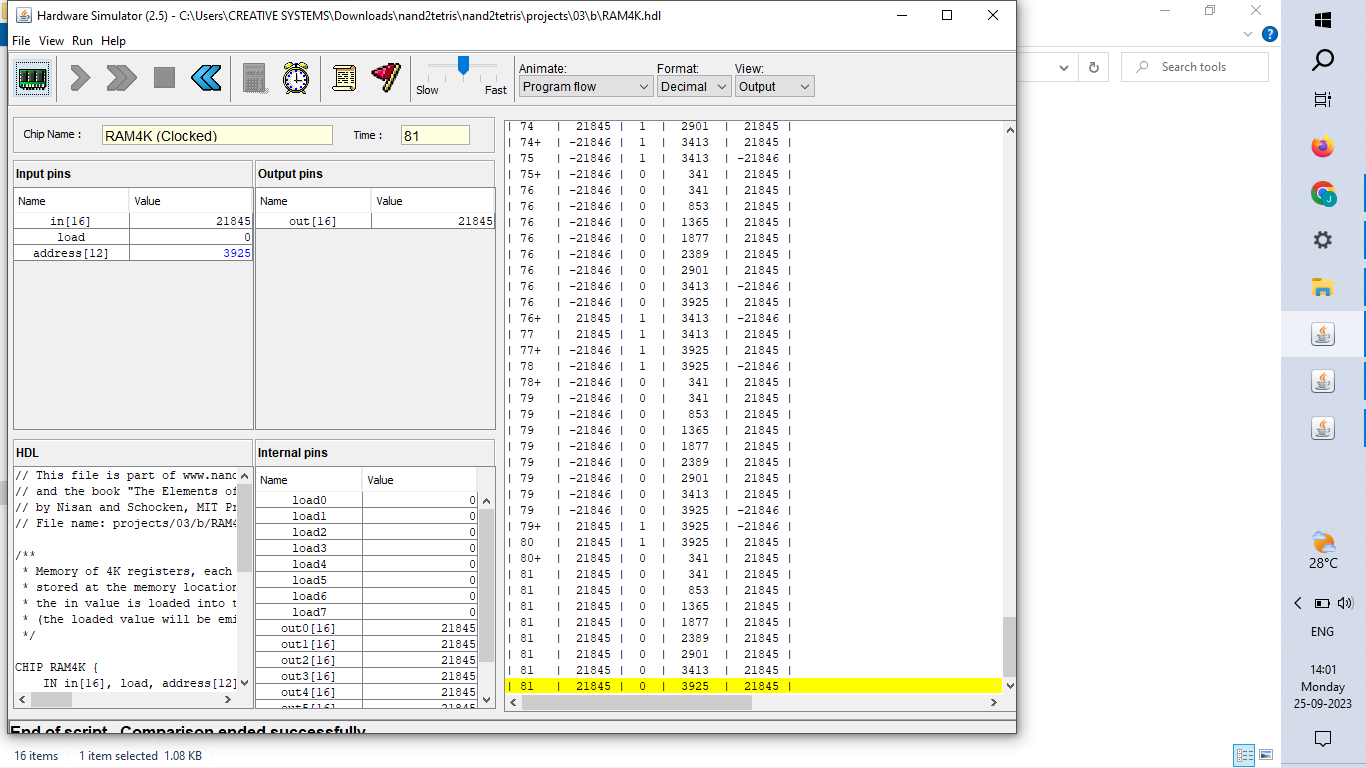 Hardware Simulator (2.5) - C:\Users\CREATIVE SYSTEMS\Downloads\nand2tetris\nand2tetris\projects\03\b\RAM4K.hdl
File View Run Help
Slow Fast
Animate: Format: View:
Program flow Decimal Output
Search tools
Chip Name : RAM4K (Clocked) Time : 81
Input pins
Name Value
in[16] 21845
load 0
address[12] 3925
Output pins
Name Value
out[16] 21845
HDL
// This file is part of www.nand
// and the book "The Elements of
// by Nisan and Schocken, MIT Pr
// File name: projects/03/b/RAM4
/**
* Memory of 4K registers, each
* stored at the memory location
* the in value is loaded into t
* (the loaded value will be emi
*/
CHIP RAM4K {
IN in[16], load, address[12]
Internal pins
Name Value
load0 0
load1 0
load2 0
load3 0
load4 0
load5 0
load6 0
load7 0
out0[16] 21845
out1[16] 21845
out2[16] 21845
out3[16] 21845
out4[16] 21845
out5[16] 21845
| 74 | 21845 | 1 | 2901 | 21845 |
| 74+ | -21846 | 1 | 3413 | 21845 |
| 75 | -21846 | 1 | 3413 | -21846 |
| 75+ | -21846 | 0 | 341 | 21845 |
| 76 | -21846 | 0 | 341 | 21845 |
| 76 | -21846 | 0 | 853 | 21845 |
| 76 | -21846 | 0 | 1365 | 21845 |
| 76 | -21846 | 0 | 1877 | 21845 |
| 76 | -21846 | 0 | 2389 | 21845 |
| 76 | -21846 | 0 | 2901 | 21845 |
| 76 | -21846 | 0 | 3413 | -21846 |
| 76 | -21846 | 0 | 3925 | 21845 |
| 76+ | 21845 | 1 | 3413 | -21846 |
| 77 | 21845 | 1 | 3413 | 21845 |
| 77+ | -21846 | 1 | 3925 | 21845 |
| 78 | -21846 | 1 | 3925 | -21846 |
| 78+ | -21846 | 0 | 341 | 21845 |
| 79 | -21846 | 0 | 341 | 21845 |
| 79 | -21846 | 0 | 853 | 21845 |
| 79 | -21846 | 0 | 1365 | 21845 |
| 79 | -21846 | 0 | 1877 | 21845 |
| 79 | -21846 | 0 | 2389 | 21845 |
| 79 | -21846 | 0 | 2901 | 21845 |
| 79 | -21846 | 0 | 3413 | 21845 |
| 79 | -21846 | 0 | 3925 | -21846 |
| 79+ | 21845 | 1 | 3925 | -21846 |
| 80 | 21845 | 1 | 3925 | 21845 |
| 80+ | 21845 | 0 | 341 | 21845 |
| 81 | 21845 | 0 | 341 | 21845 |
| 81 | 21845 | 0 | 853 | 21845 |
| 81 | 21845 | 0 | 1365 | 21845 |
| 81 | 21845 | 0 | 1877 | 21845 |
| 81 | 21845 | 0 | 2389 | 21845 |
| 81 | 21845 | 0 | 2901 | 21845 |
| 81 | 21845 | 0 | 3413 | 21845 |
| 81 | 21845 | 0 | 3925 | 21845 |
End of script - Comparison ended successfully
16 items 1 item selected 1.08 KB
28°C
ENG
14:01
Monday
25-09-2023